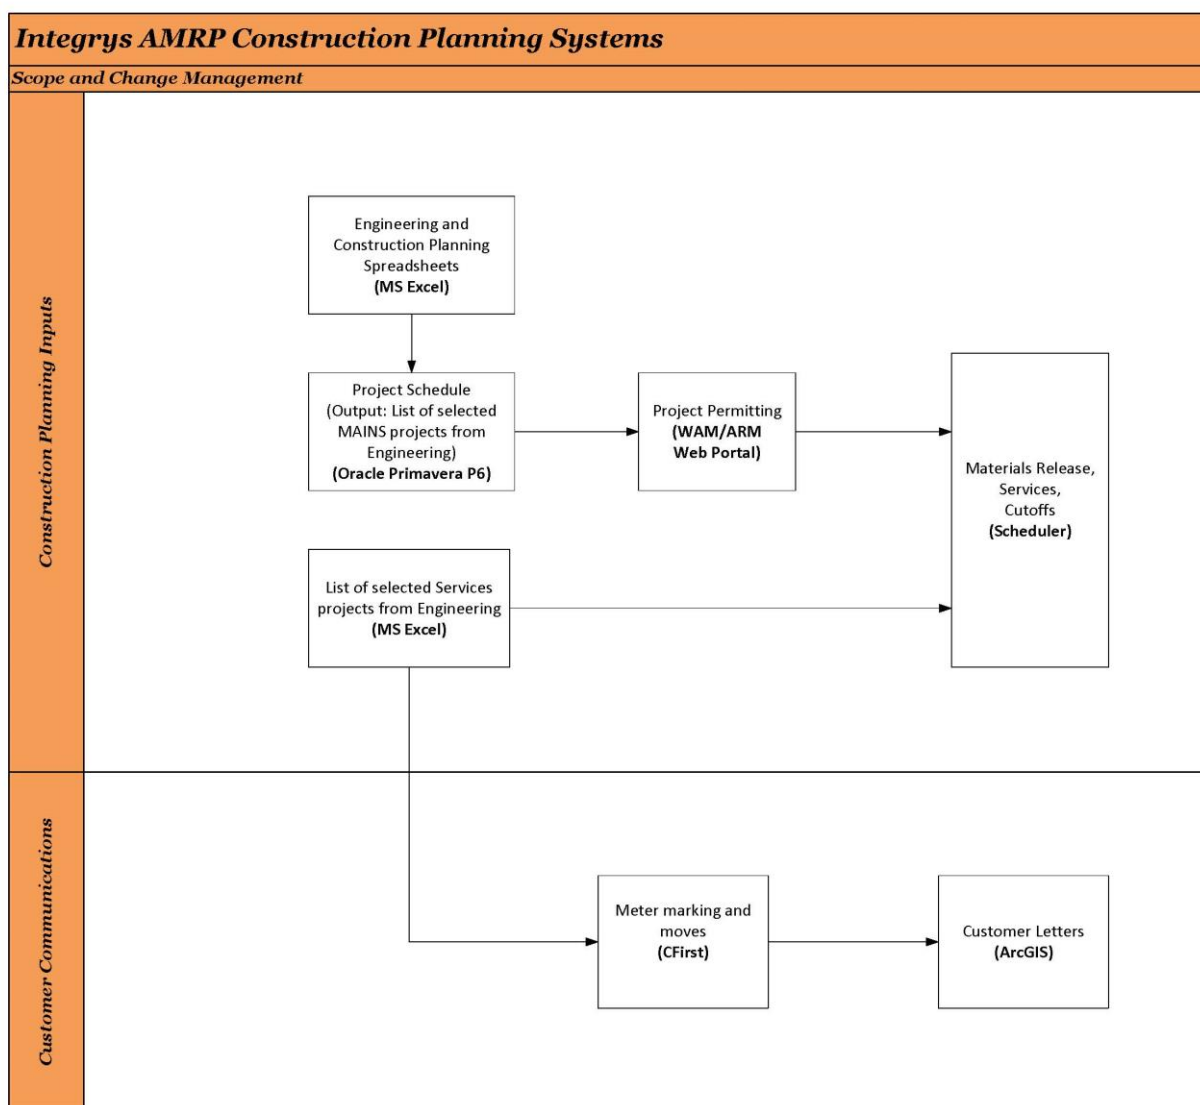 Integrys AMRP Construction Planning Systems
Scope and Change Management
Construction Planning Inputs
Engineering and
Construction Planning
Spreadsheets
(MS Excel)
Project Schedule
(Output: List of selected
MAINS projects from
Engineering)
(Oracle Primavera P6)
Project Permitting
(WAM/ARM
Web Portal)
Materials Release,
Services,
Cutoffs
(Scheduler)
List of selected Services
projects from Engineering
(MS Excel)
Customer Communications
Meter marking and
moves
(CFirst)
Customer Letters
(ArcGIS)